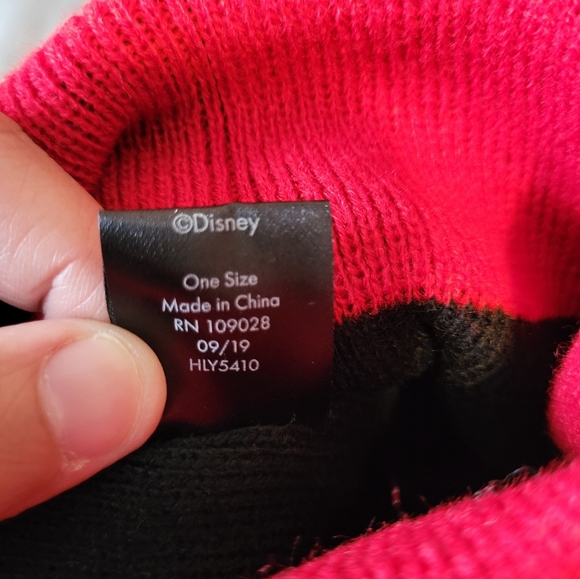 ©Disney
One Size
Made in China
RN 109028
09/19
HLY5410